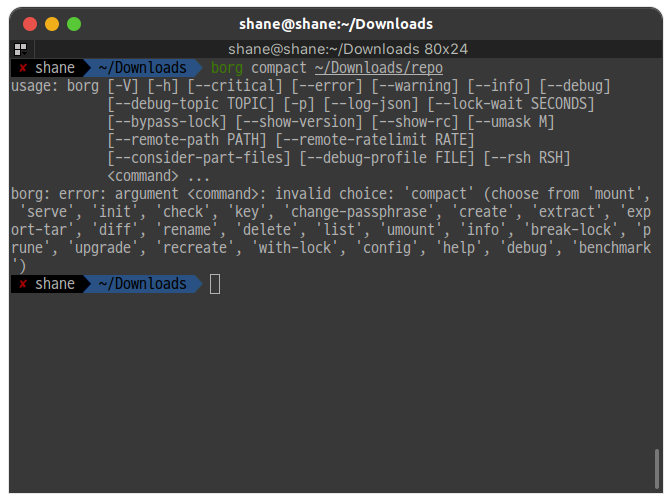 shane@shane:~/Downloads
shane@shane:~/Downloads 80x24
✘ shane ~/Downloads borg compact ~/Downloads/repo
usage: borg [-V] [-h] [--critical] [--error] [--warning] [--info] [--debug]
[--debug-topic TOPIC] [-p] [--log-json] [--lock-wait SECONDS]
[--bypass-lock] [--show-version] [--show-rc] [--umask M]
[--remote-path PATH] [--remote-ratelimit RATE]
[--consider-part-files] [--debug-profile FILE] [--rsh RSH]
<command> ...
borg: error: argument <command>: invalid choice: 'compact' (choose from 'mount',
'serve', 'init', 'check', 'key', 'change-passphrase', 'create', 'extract', 'exp
ort-tar', 'diff', 'rename', 'delete', 'list', 'umount', 'info', 'break-lock', 'p
rune', 'upgrade', 'recreate', 'with-lock', 'config', 'help', 'debug', 'benchmark
')
✘ shane ~/Downloads